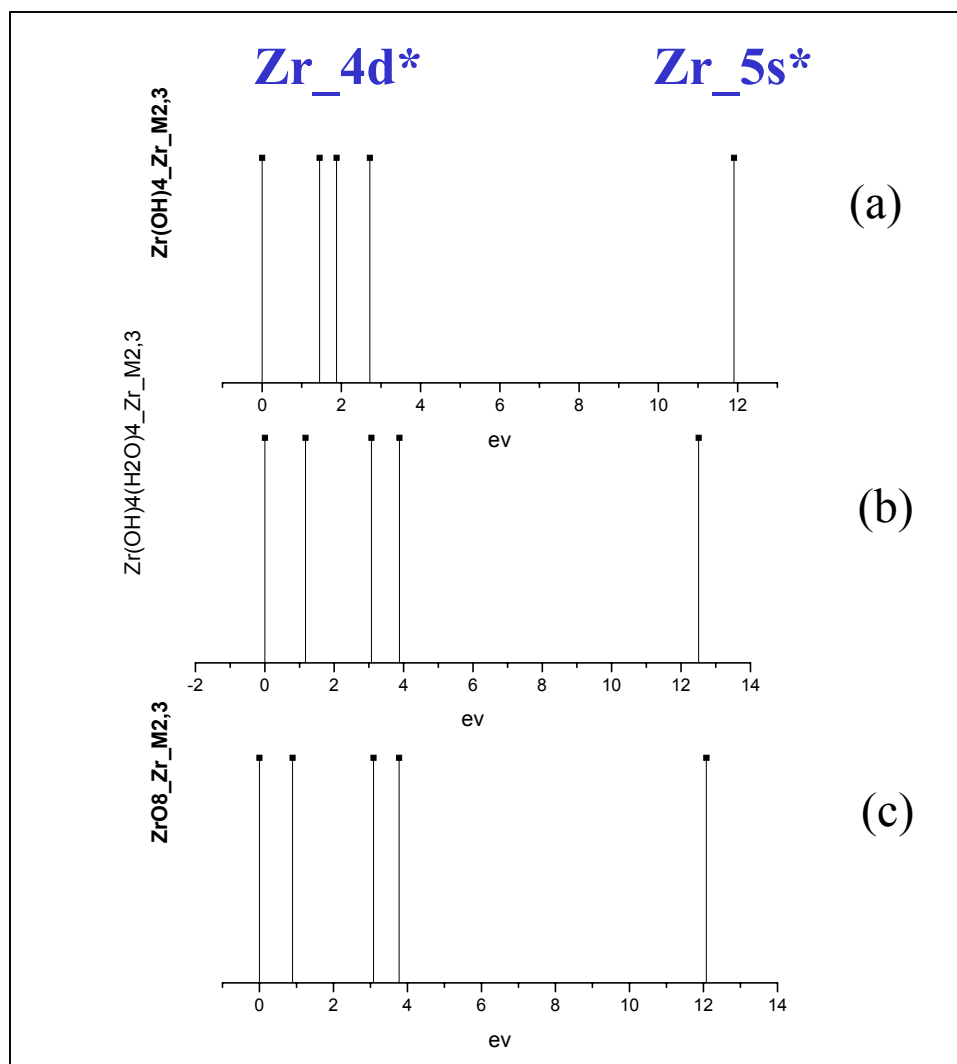 Zr_4d* Zr_5s*
Zr(OH)4_Zr_M2,3
(a)
0 2 4 6 8 10 12
ev
Zr(OH)4(H2O)4_Zr_M2,3
(b)
-2 0 2 4 6 8 10 12 14
ev
ZrO8_Zr_M2,3
(c)
0 2 4 6 8 10 12 14
ev